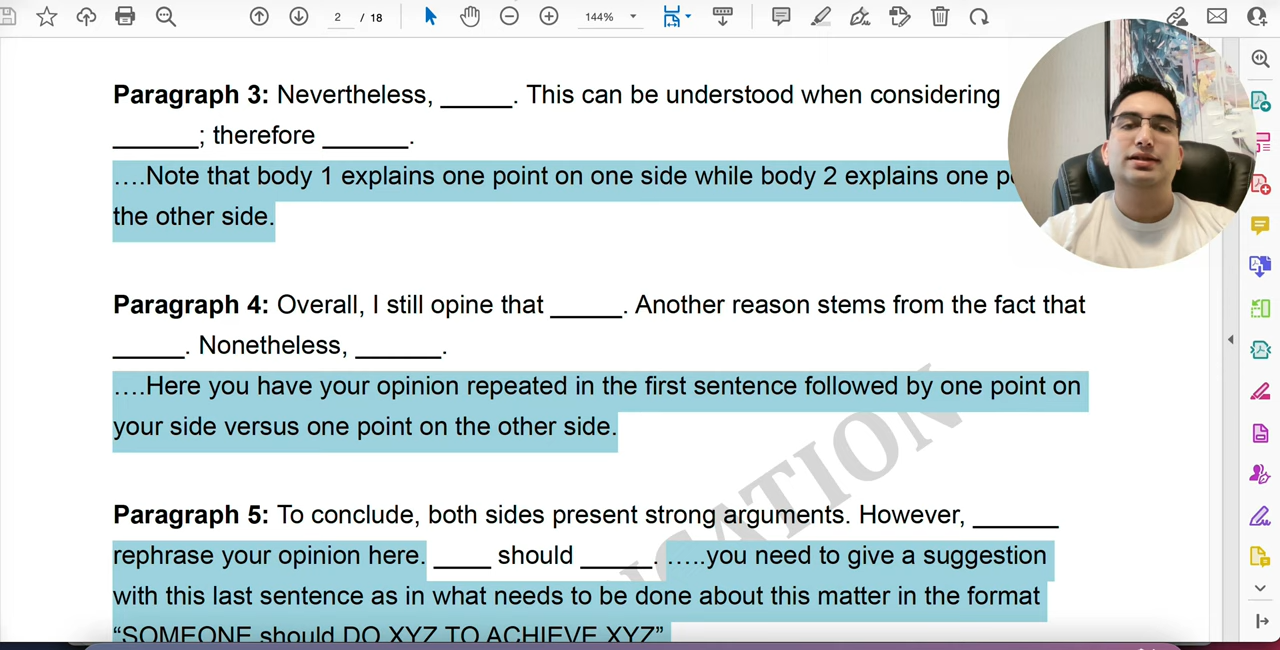 2 / 18
144%
Paragraph 3: Nevertheless, _____. This can be understood when considering
______; therefore ______.
….Note that body 1 explains one point on one side while body 2 explains one
the other side.
Paragraph 4: Overall, I still opine that _____. Another reason stems from the fact that
_____. Nonetheless, ______.
….Here you have your opinion repeated in the first sentence followed by one point on
your side versus one point on the other side.
Paragraph 5: To conclude, both sides present strong arguments. However, ______
rephrase your opinion here. ____ should _____. …..you need to give a suggestion
with this last sentence as in what needs to be done about this matter in the format
“SOMEONE should DO XYZ TO ACHIEVE XYZ”